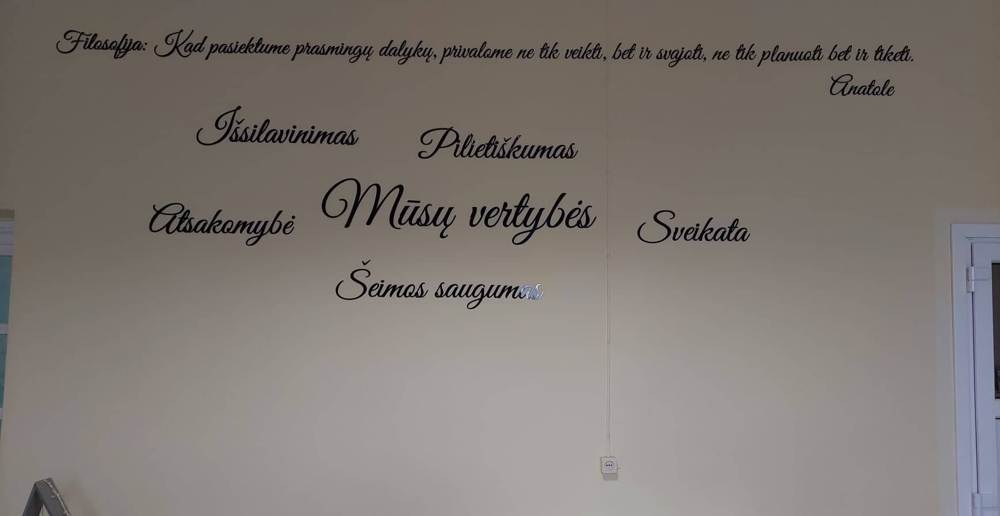 Filosofija: Kad pasiektume prasmingų dalykų, privalome ne tik veikti, bet ir svajoti, ne tik planuoti bet ir tikėti.
Anatole
Išsilavinimas
Pilietiškumas
Atsakomybė
Mūsų vertybės
Sveikata
Šeimos saugumas